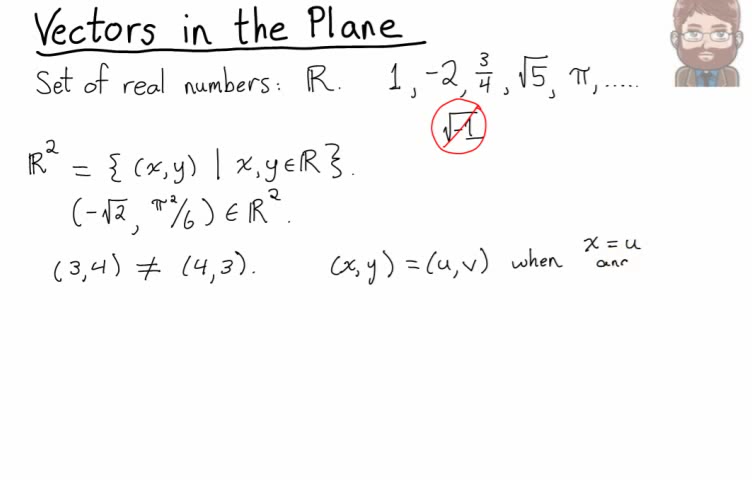 Vectors in the Plane
Set of real numbers: ℝ. 1, -2, 3/4, √5, π, .....
√-1
ℝ² = { (x,y) | x,y ∈ ℝ }.
(-√2, π²/6) ∈ ℝ².
(3,4) ≠ (4,3). (x,y) = (u,v) when x = u
anc